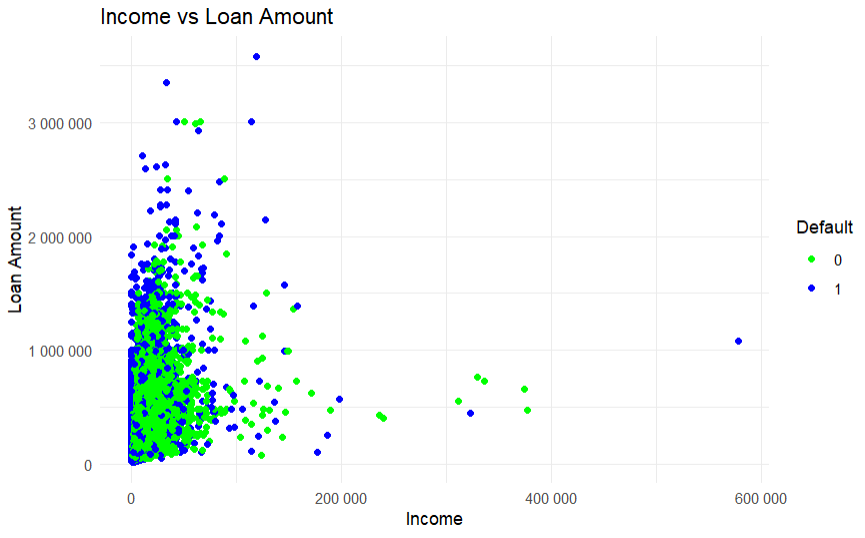 Income vs Loan Amount
Loan Amount
3 000 000
2 000 000
1 000 000
0
0
200 000
400 000
600 000
Income
Default
0
1